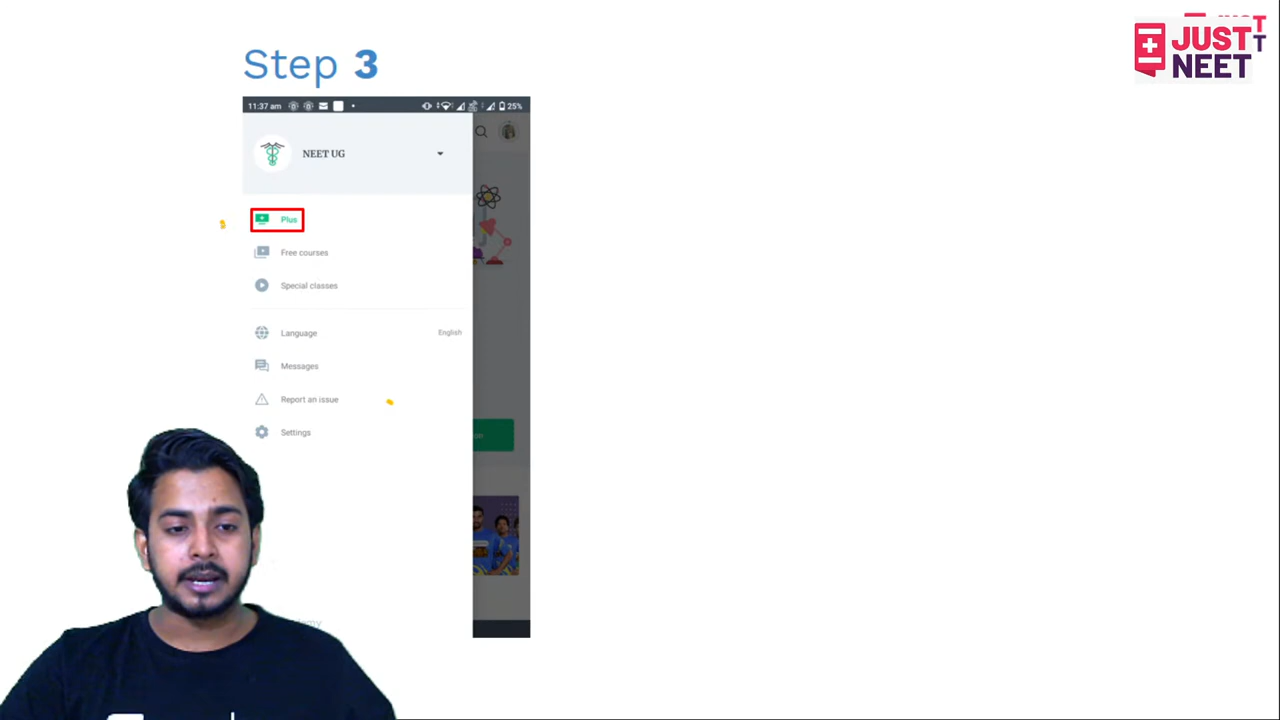 JUST
NEET
Step 3
11:37 am
25%
NEET UG
Plus
Free courses
Special classes
Language English
Messages
Report an issue
Settings